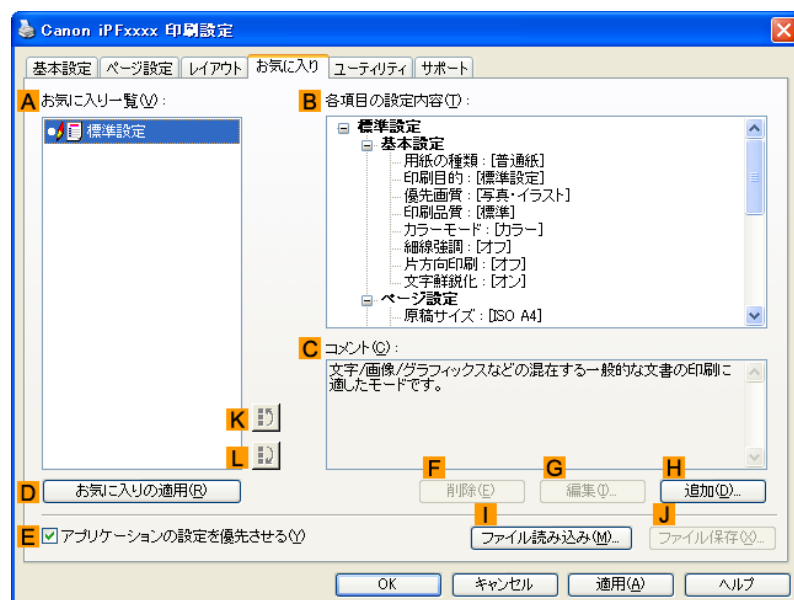 Canon iPFxxxx 印刷設定
基本設定 ページ設定 レイアウト お気に入り ユーティリティ サポート
A お気に入り一覧(V) :
標準設定
B 各項目の設定内容(T) :
標準設定
基本設定
用紙の種類 : [普通紙]
印刷目的 : [標準設定]
優先画質 : [写真・イラスト]
印刷品質 : [標準]
カラーモード : [カラー]
細線強調 : [オフ]
片方向印刷 : [オフ]
文字鮮鋭化 : [オン]
ページ設定
原稿サイズ : [ISO A4]
C コメント(C) :
文字/画像/グラフィックスなどの混在する一般的な文書の印刷に
適したモードです。
K
L
D お気に入りの適用(R)
F 削除(E)
G 編集(I)...
H 追加(D)...
E アプリケーションの設定を優先させる(Y)
I ファイル読み込み(M)...
J ファイル保存(X)...
OK キャンセル 適用(A) ヘルプ